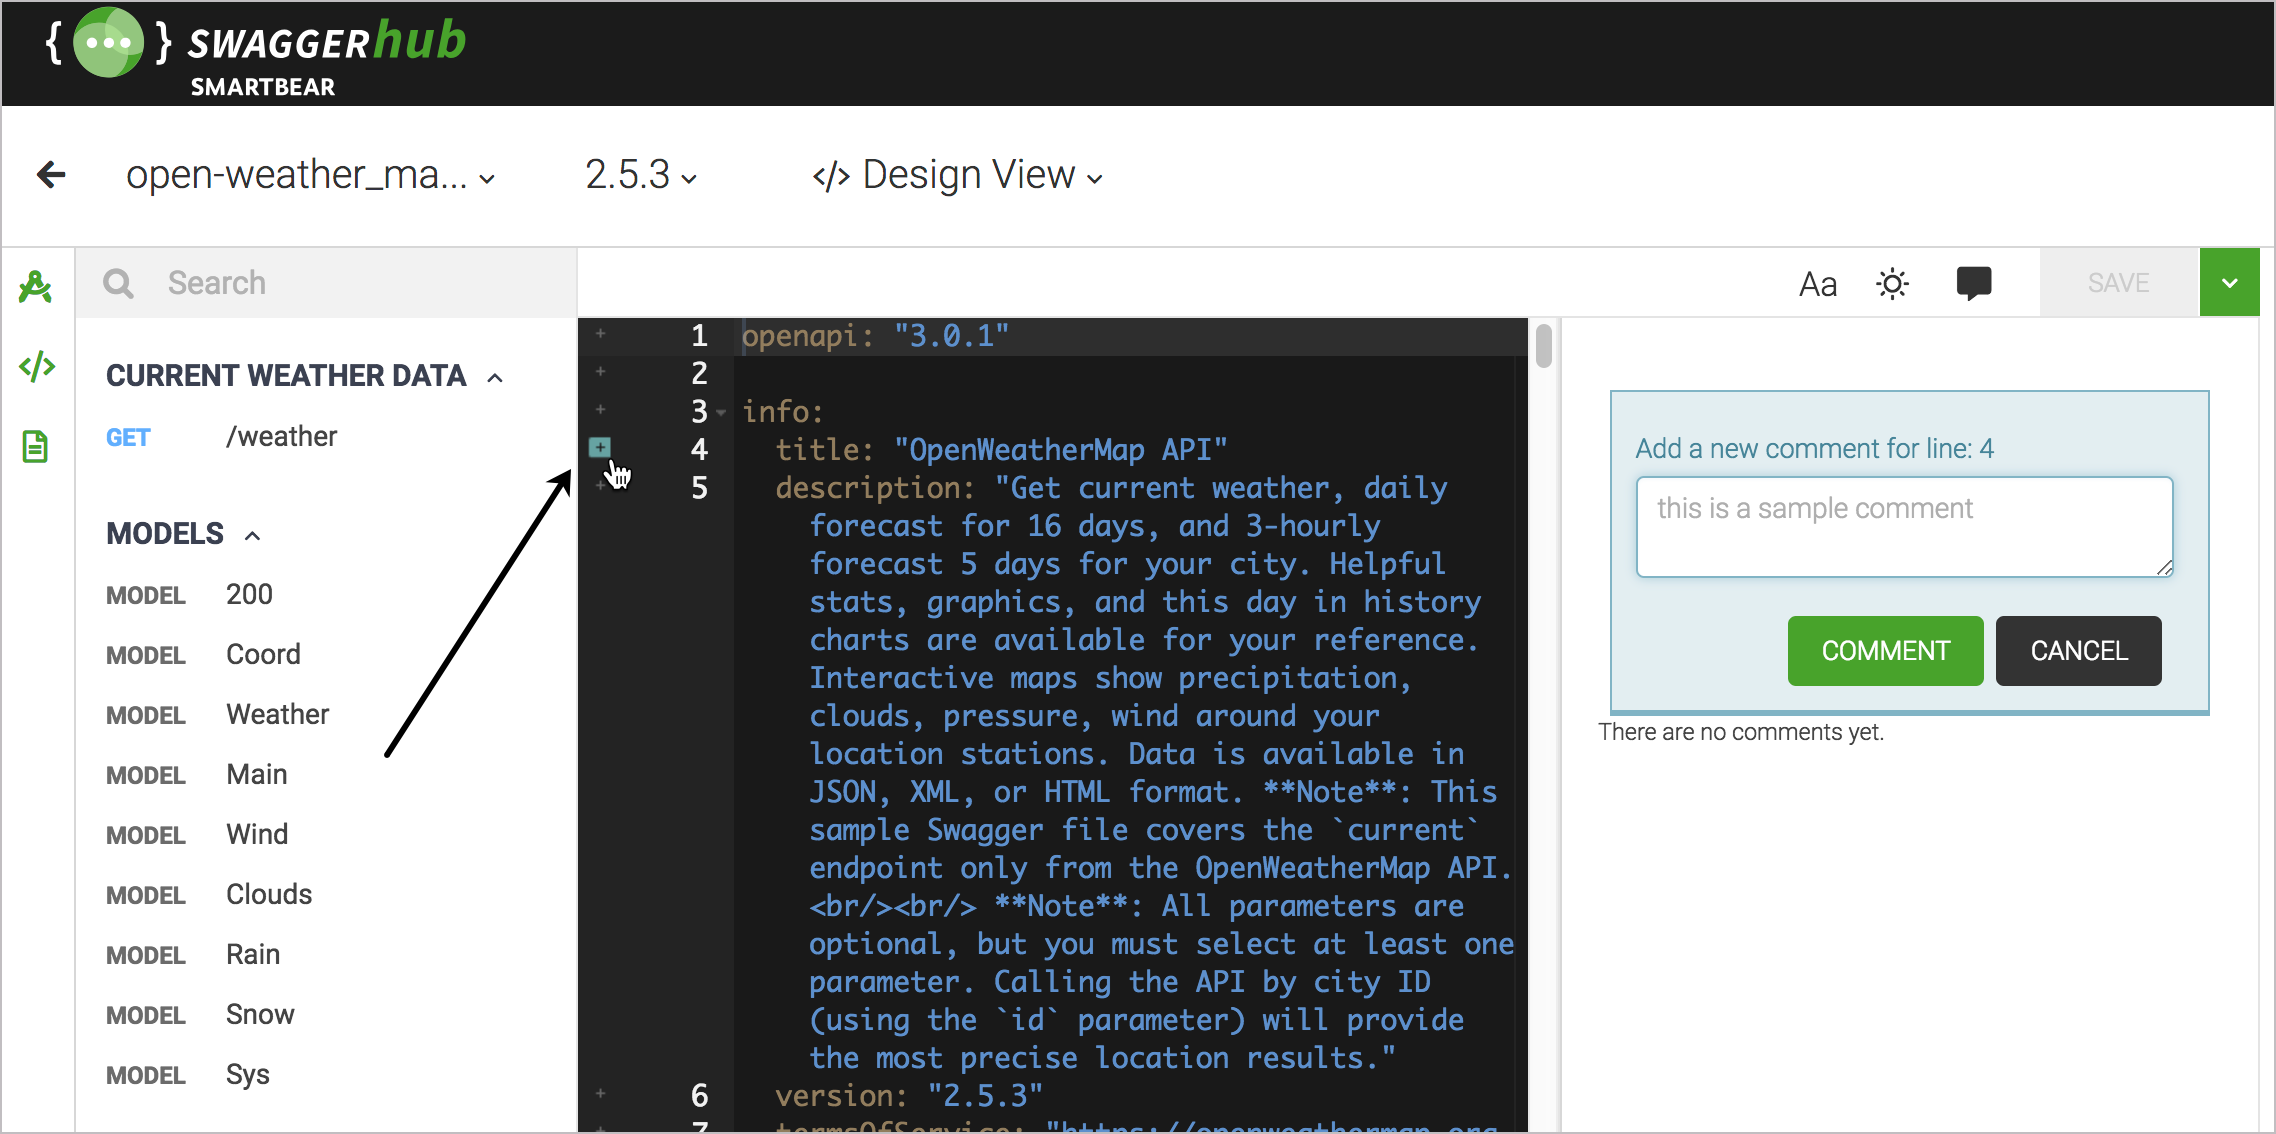 {...} SWAGGERhub
SMARTBEAR
open-weather_ma...
2.5.3
</> Design View
Search
Aa
SAVE
CURRENT WEATHER DATA
GET /weather
MODELS
MODEL 200
MODEL Coord
MODEL Weather
MODEL Main
MODEL Wind
MODEL Clouds
MODEL Rain
MODEL Snow
MODEL Sys
1 openapi: "3.0.1"
2
3 info:
4 title: "OpenWeatherMap API"
5 description: "Get current weather, daily
forecast for 16 days, and 3-hourly
forecast 5 days for your city. Helpful
stats, graphics, and this day in history
charts are available for your reference.
Interactive maps show precipitation,
clouds, pressure, wind around your
location stations. Data is available in
JSON, XML, or HTML format. **Note**: This
sample Swagger file covers the `current`
endpoint only from the OpenWeatherMap API.
<br/><br/> **Note**: All parameters are
optional, but you must select at least one
parameter. Calling the API by city ID
(using the `id` parameter) will provide
the most precise location results."
6 version: "2.5.3"
7 termsOfService: "https://openweathermap.org
Add a new comment for line: 4
this is a sample comment
COMMENT
CANCEL
There are no comments yet.